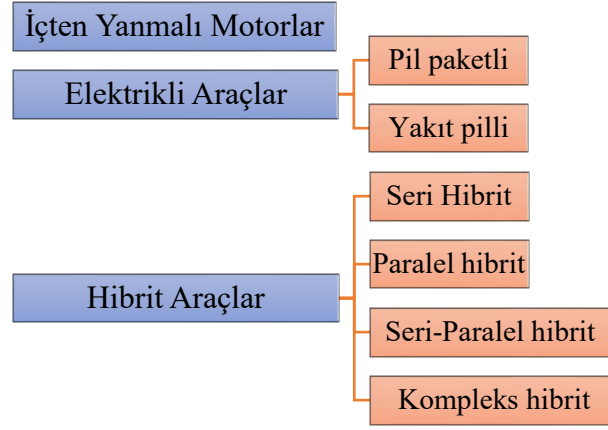 İçten Yanmalı Motorlar
Elektrikli Araçlar
Pil paketli
Yakıt pilli
Hibrit Araçlar
Seri Hibrit
Paralel hibrit
Seri-Paralel hibrit
Kompleks hibrit